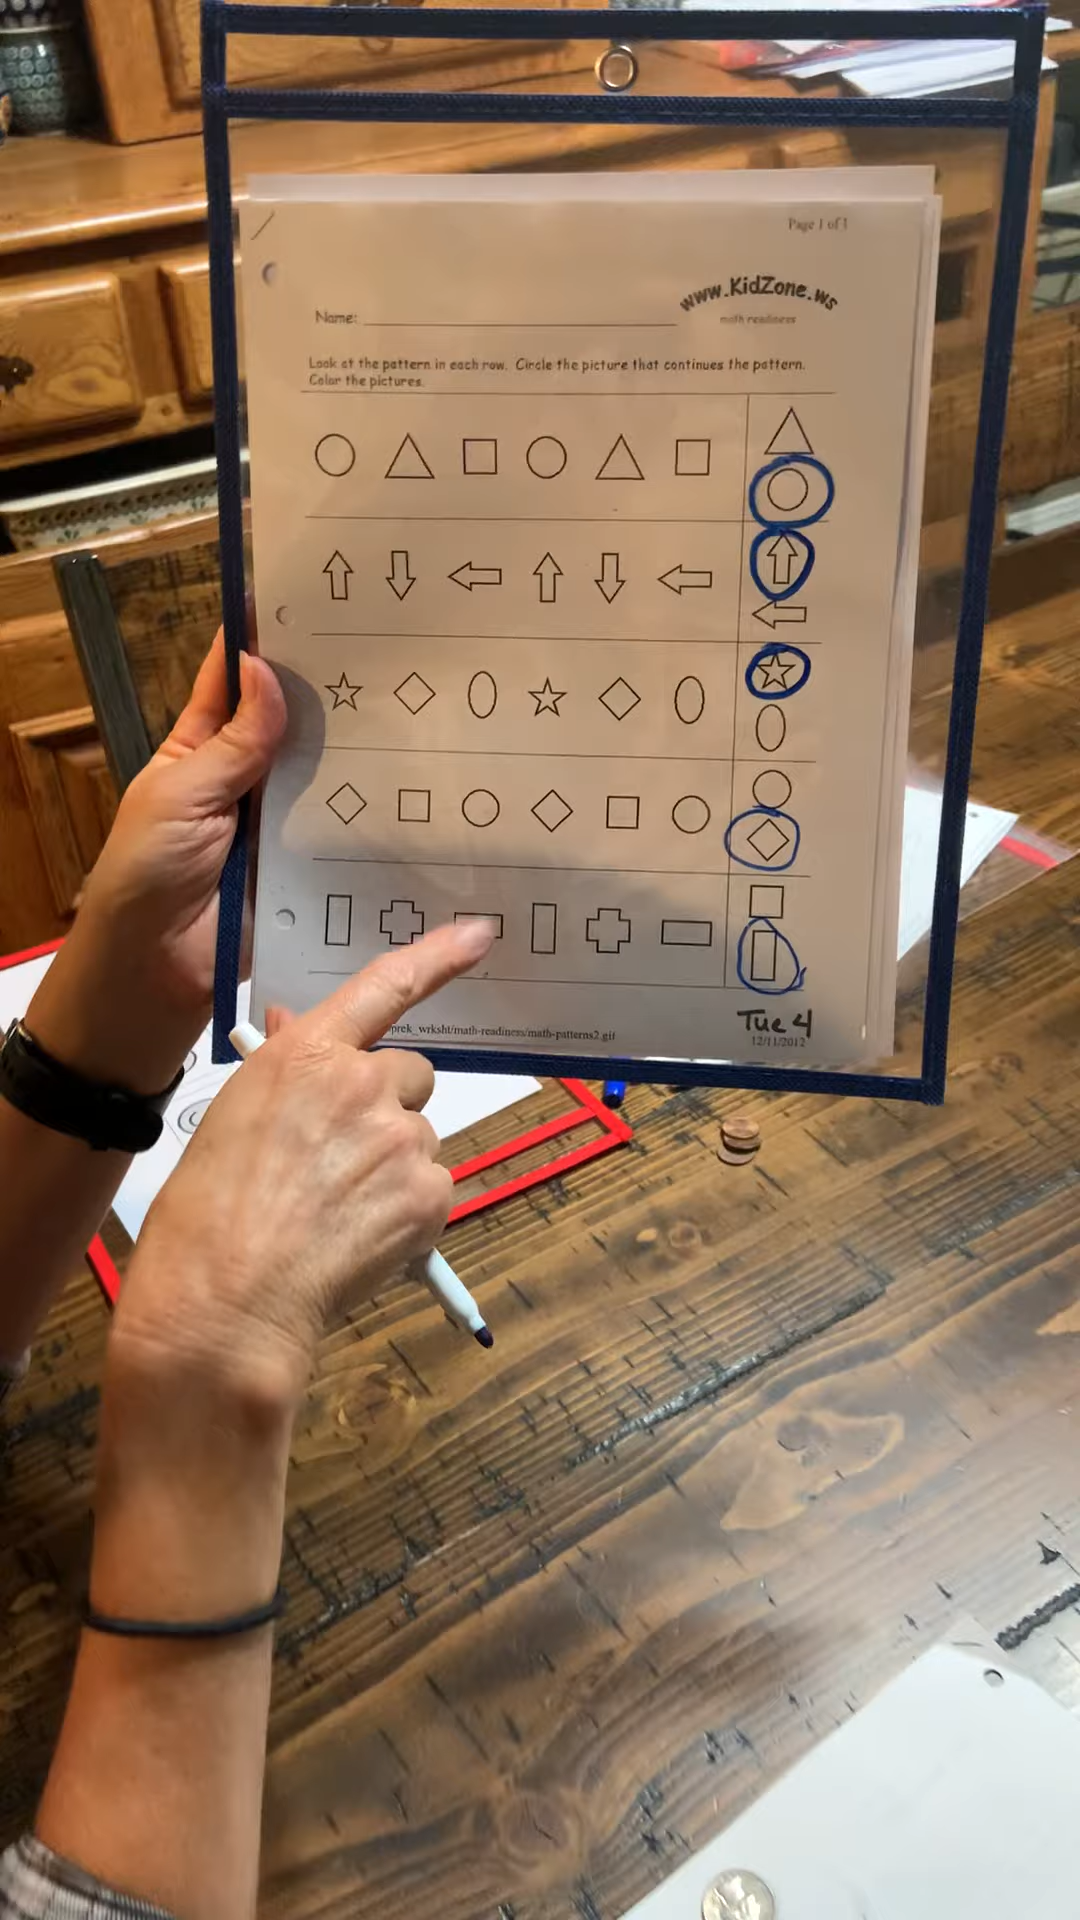 Page 1 of 1
www.KidZone.ws
math readiness
Name:
Look at the pattern in each row. Circle the picture that continues the pattern.
Color the pictures.
prek_wrksht/math-readiness/math-patterns2.gif
Tue 4
12/11/2012